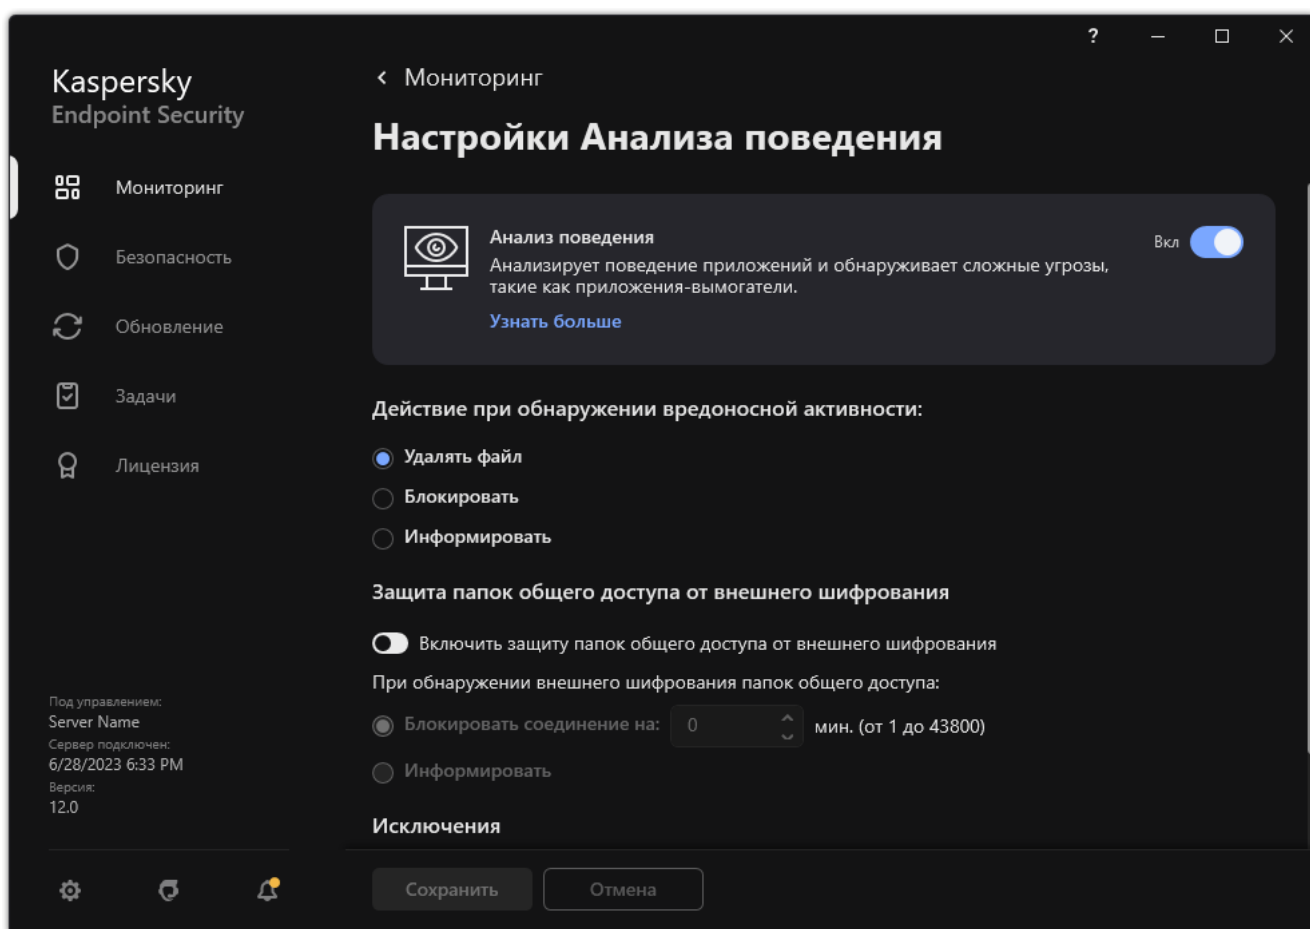 ?
Kaspersky
Endpoint Security
Мониторинг
Безопасность
Обновление
Задачи
Лицензия
Под управлением:
Server Name
Сервер подключен:
6/28/2023 6:33 PM
Версия:
12.0
Мониторинг
Настройки Анализа поведения
Анализ поведения
Вкл
Анализирует поведение приложений и обнаруживает сложные угрозы,
такие как приложения-вымогатели.
Узнать больше
Действие при обнаружении вредоносной активности:
Удалять файл
Блокировать
Информировать
Защита папок общего доступа от внешнего шифрования
Включить защиту папок общего доступа от внешнего шифрования
При обнаружении внешнего шифрования папок общего доступа:
Блокировать соединение на: 0 мин. (от 1 до 43800)
Информировать
Исключения
Сохранить Отмена